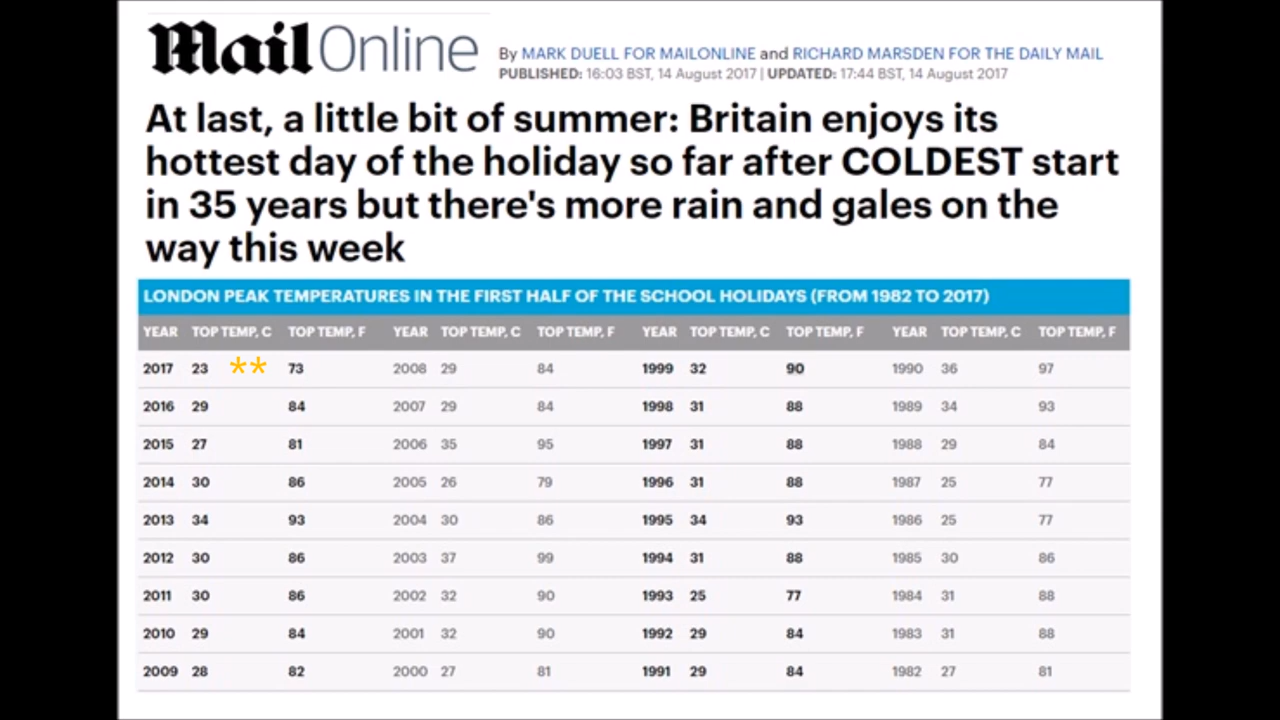 Mail Online
By MARK DUELL FOR MAILONLINE and RICHARD MARSDEN FOR THE DAILY MAIL
PUBLISHED: 16:03 BST, 14 August 2017 | UPDATED: 17:44 BST, 14 August 2017
At last, a little bit of summer: Britain enjoys its
hottest day of the holiday so far after COLDEST start
in 35 years but there's more rain and gales on the
way this week
LONDON PEAK TEMPERATURES IN THE FIRST HALF OF THE SCHOOL HOLIDAYS (FROM 1982 TO 2017)
YEAR TOP TEMP, C TOP TEMP, F YEAR TOP TEMP, C TOP TEMP, F YEAR TOP TEMP, C TOP TEMP, F YEAR TOP TEMP, C TOP TEMP, F
2017 23 ** 73 2008 29 84 1999 32 90 1990 36 97
2016 29 84 2007 29 84 1998 31 88 1989 34 93
2015 27 81 2006 35 95 1997 31 88 1988 29 84
2014 30 86 2005 26 79 1996 31 88 1987 25 77
2013 34 93 2004 30 86 1995 34 93 1986 25 77
2012 30 86 2003 37 99 1994 31 88 1985 30 86
2011 30 86 2002 32 90 1993 25 77 1984 31 88
2010 29 84 2001 32 90 1992 29 84 1983 31 88
2009 28 82 2000 27 81 1991 29 84 1982 27 81